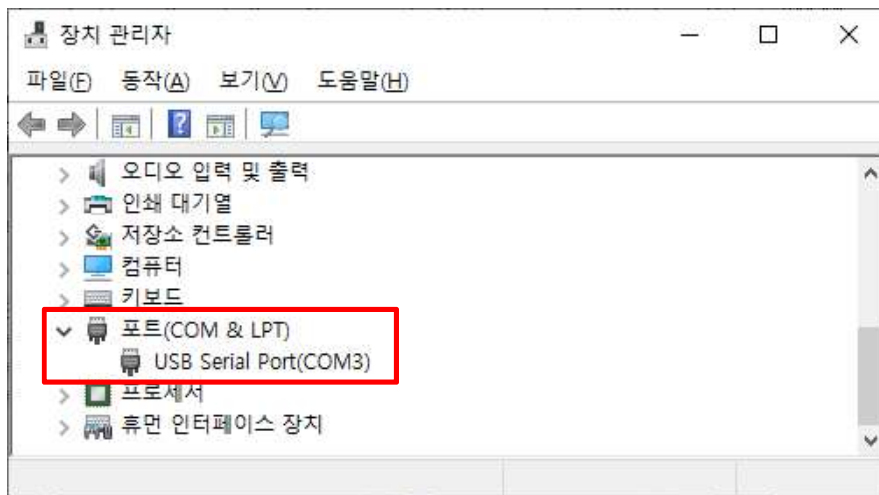 장치 관리자
파일(F) 동작(A) 보기(V) 도움말(H)
오디오 입력 및 출력
인쇄 대기열
저장소 컨트롤러
컴퓨터
키보드
포트(COM & LPT)
USB Serial Port(COM3)
프로세서
휴먼 인터페이스 장치